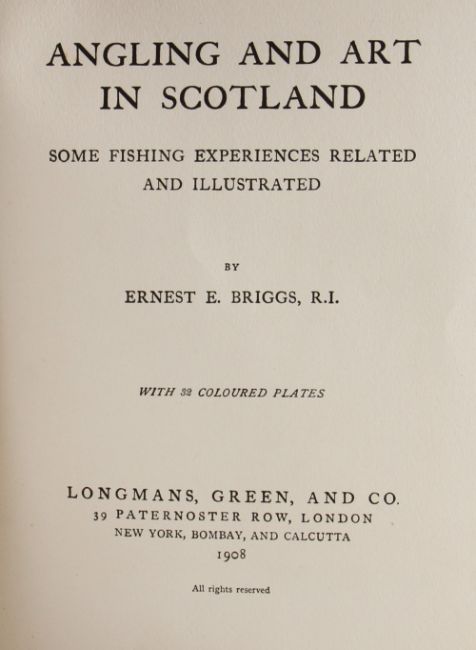 ANGLING AND ART
IN SCOTLAND
SOME FISHING EXPERIENCES RELATED
AND ILLUSTRATED
BY
ERNEST E. BRIGGS, R.I.
WITH 32 COLOURED PLATES
LONGMANS, GREEN, AND CO.
39 PATERNOSTER ROW, LONDON
NEW YORK, BOMBAY, AND CALCUTTA
1908
All rights reserved